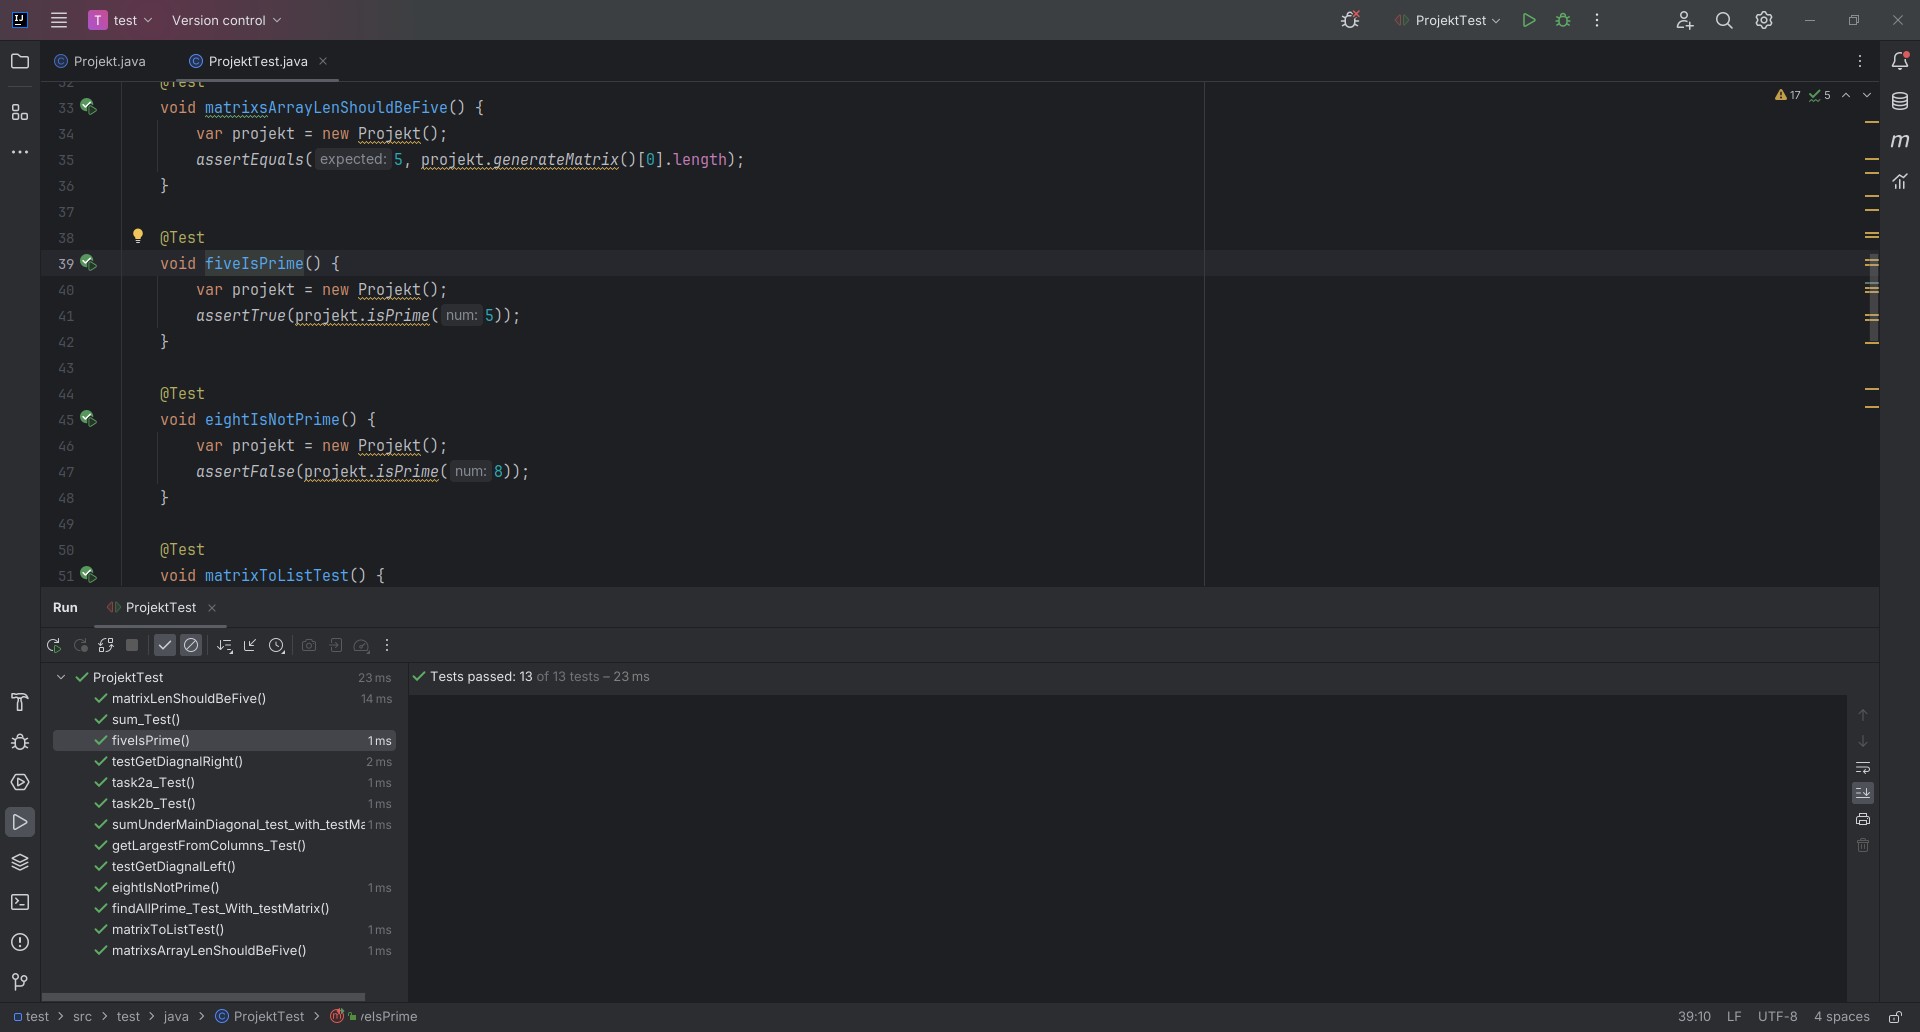 T test Version control ProjektTest
Projekt.java ProjektTest.java
32 @Test
33 void matrixsArrayLenShouldBeFive() { 17 5
34 var projekt = new Projekt();
35 assertEquals( expected: 5, projekt.generateMatrix()[0].length);
36 }
37
38 @Test
39 void fiveIsPrime() {
40 var projekt = new Projekt();
41 assertTrue(projekt.isPrime( num: 5));
42 }
43
44 @Test
45 void eightIsNotPrime() {
46 var projekt = new Projekt();
47 assertFalse(projekt.isPrime( num: 8));
48 }
49
50 @Test
51 void matrixToListTest() {
Run ProjektTest
ProjektTest 23 ms
Tests passed: 13 of 13 tests – 23 ms
matrixLenShouldBeFive() 14 ms
sum_Test()
fiveIsPrime() 1 ms
testGetDiagnalRight() 2 ms
task2a_Test() 1 ms
task2b_Test() 1 ms
sumUnderMainDiagonal_test_with_testMa 1 ms
getLargestFromColumns_Test()
testGetDiagnalLeft()
eightIsNotPrime() 1 ms
findAllPrime_Test_With_testMatrix()
matrixToListTest() 1 ms
matrixsArrayLenShouldBeFive() 1 ms
test > src > test > java > ProjektTest > veIsPrime 39:10 LF UTF-8 4 spaces